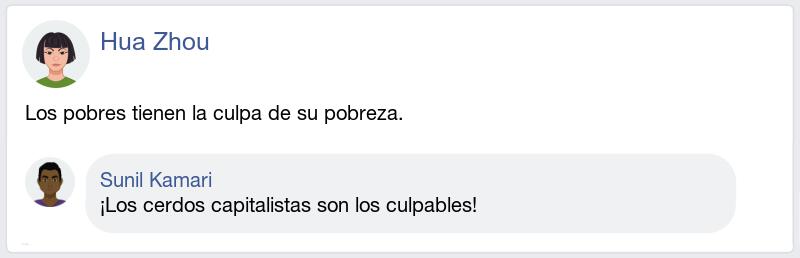 Hua Zhou
Los pobres tienen la culpa de su pobreza.
Sunil Kamari
¡Los cerdos capitalistas son los culpables!